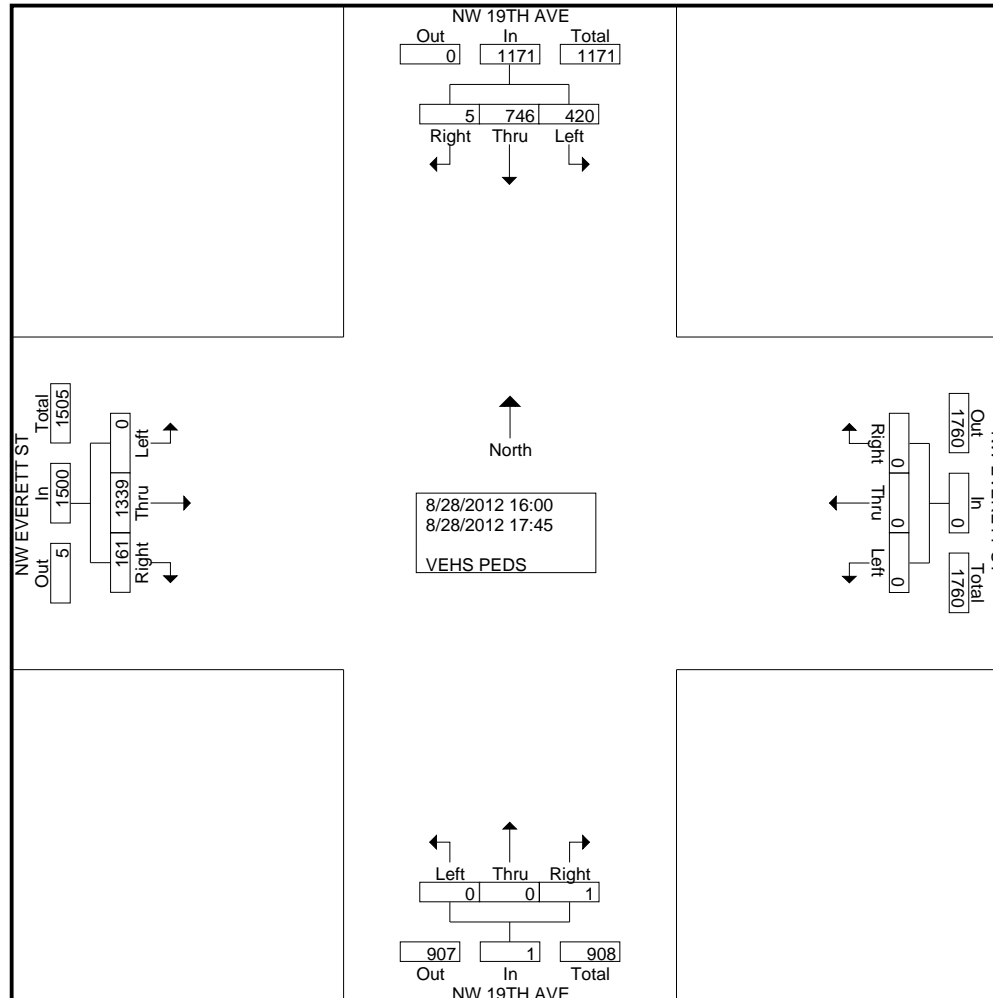 NW 19TH AVE
Out In Total
0 1171 1171
5 746 420
Right Thru Left
NW EVERETT ST
Total In Out
1505 1500 5
0 1339 161
Left Thru Right
North
8/28/2012 16:00
8/28/2012 17:45
VEHS PEDS
Right Thru Left
0 0 0
1760 0 1760
Out In Total
Left Thru Right
0 0 1
907 1 908
Out In Total
NW 19TH AVE